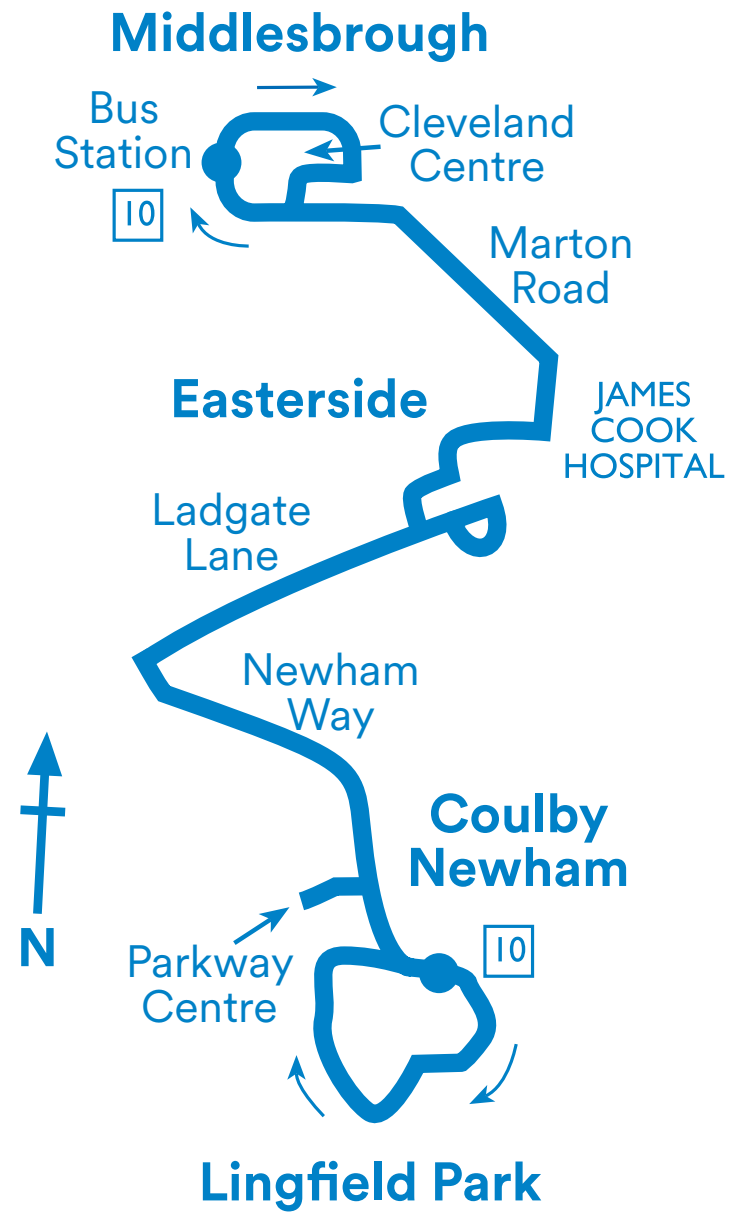 Middlesbrough
Bus
Station
Cleveland
Centre
10
Marton
Road
Easterside
JAMES
COOK
HOSPITAL
Ladgate
Lane
Newham
Way
Coulby
Newham
N
10
Parkway
Centre
Lingfield Park